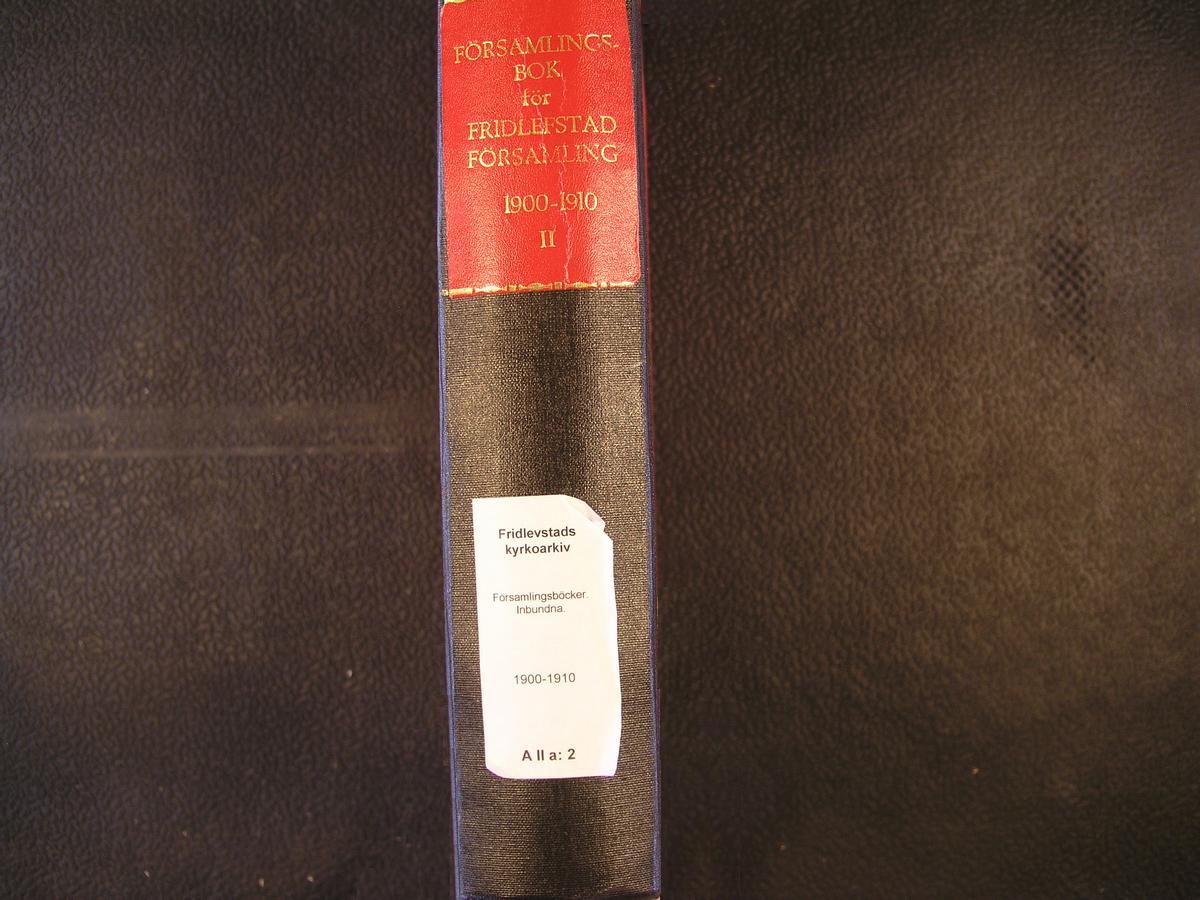 FÖRSAMLINGS-
BOK
för
FRIDLEFSTAD
FÖRSAMLING
1900-1910
II
Fridlevstads
kyrkoarkiv
Församlingsböcker.
Inbundna.
1900-1910
A II a: 2